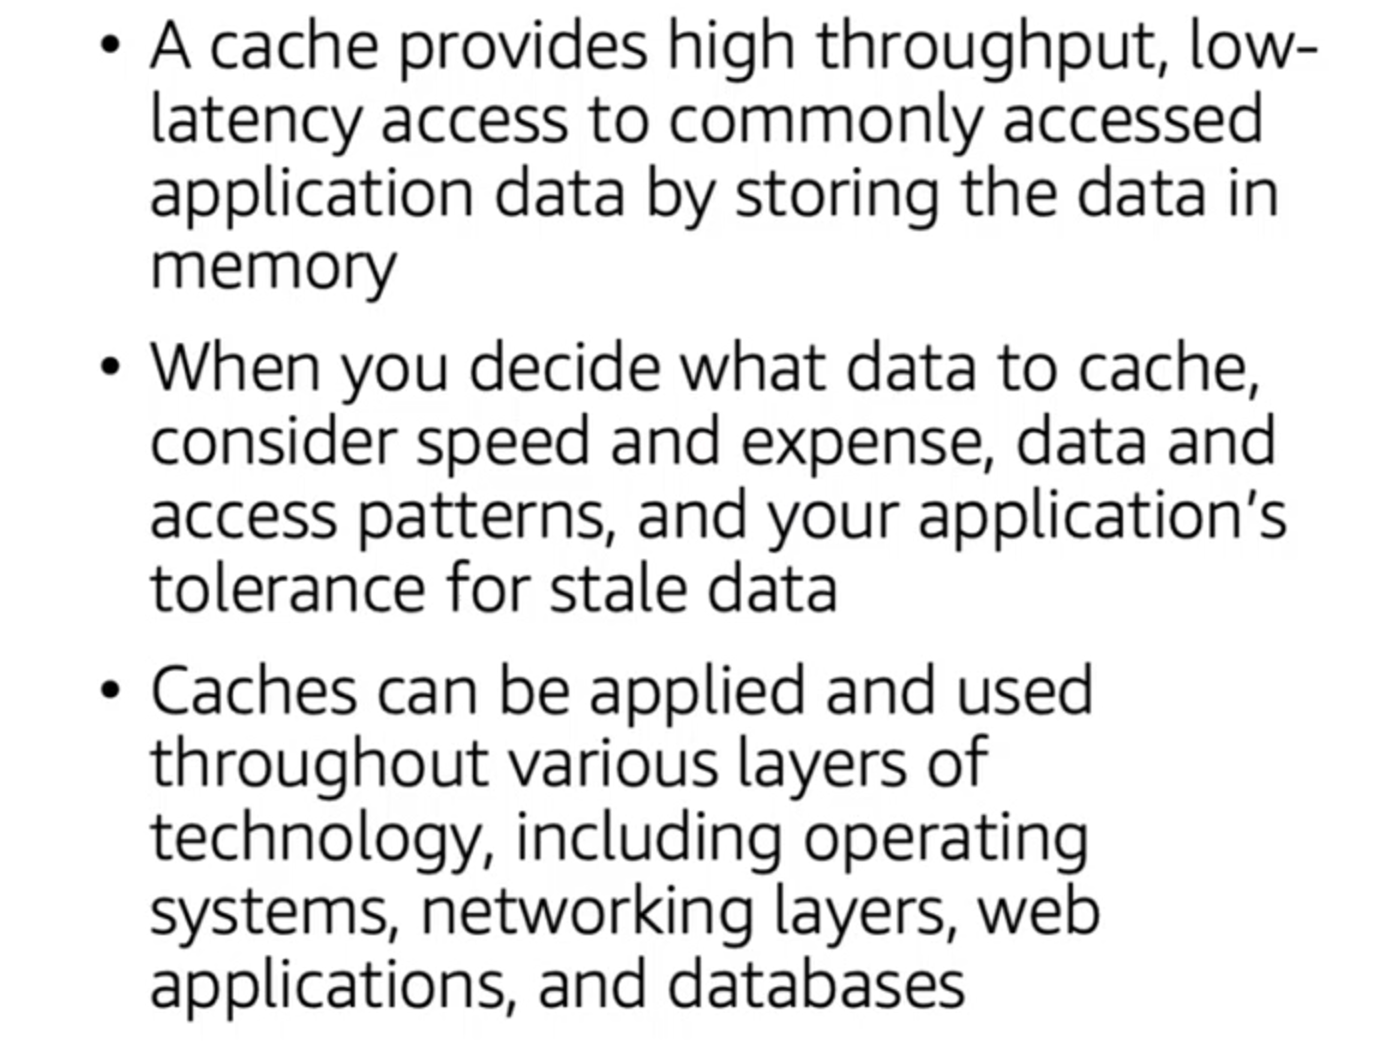 • A cache provides high throughput, low-
latency access to commonly accessed
application data by storing the data in
memory
• When you decide what data to cache,
consider speed and expense, data and
access patterns, and your application's
tolerance for stale data
• Caches can be applied and used
throughout various layers of
technology, including operating
systems, networking layers, web
applications, and databases